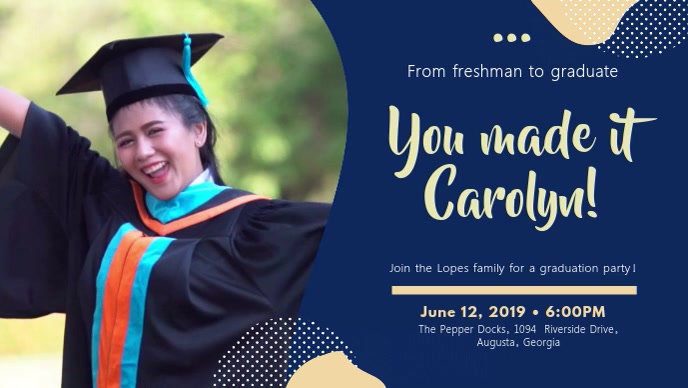 From freshman to graduate
You made it
Carolyn!
Join the Lopes family for a graduation party!
June 12, 2019 • 6:00PM
The Pepper Docks, 1094 Riverside Drive,
Augusta, Georgia